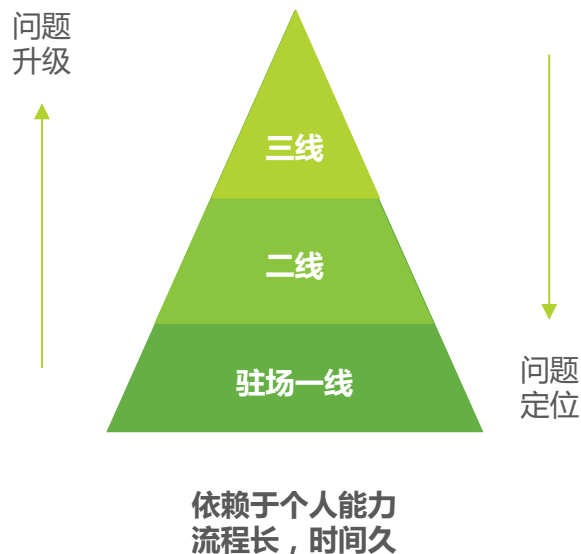 问题
升级
三线
二线
驻场一线
问题
定位
依赖于个人能力
流程长，时间久